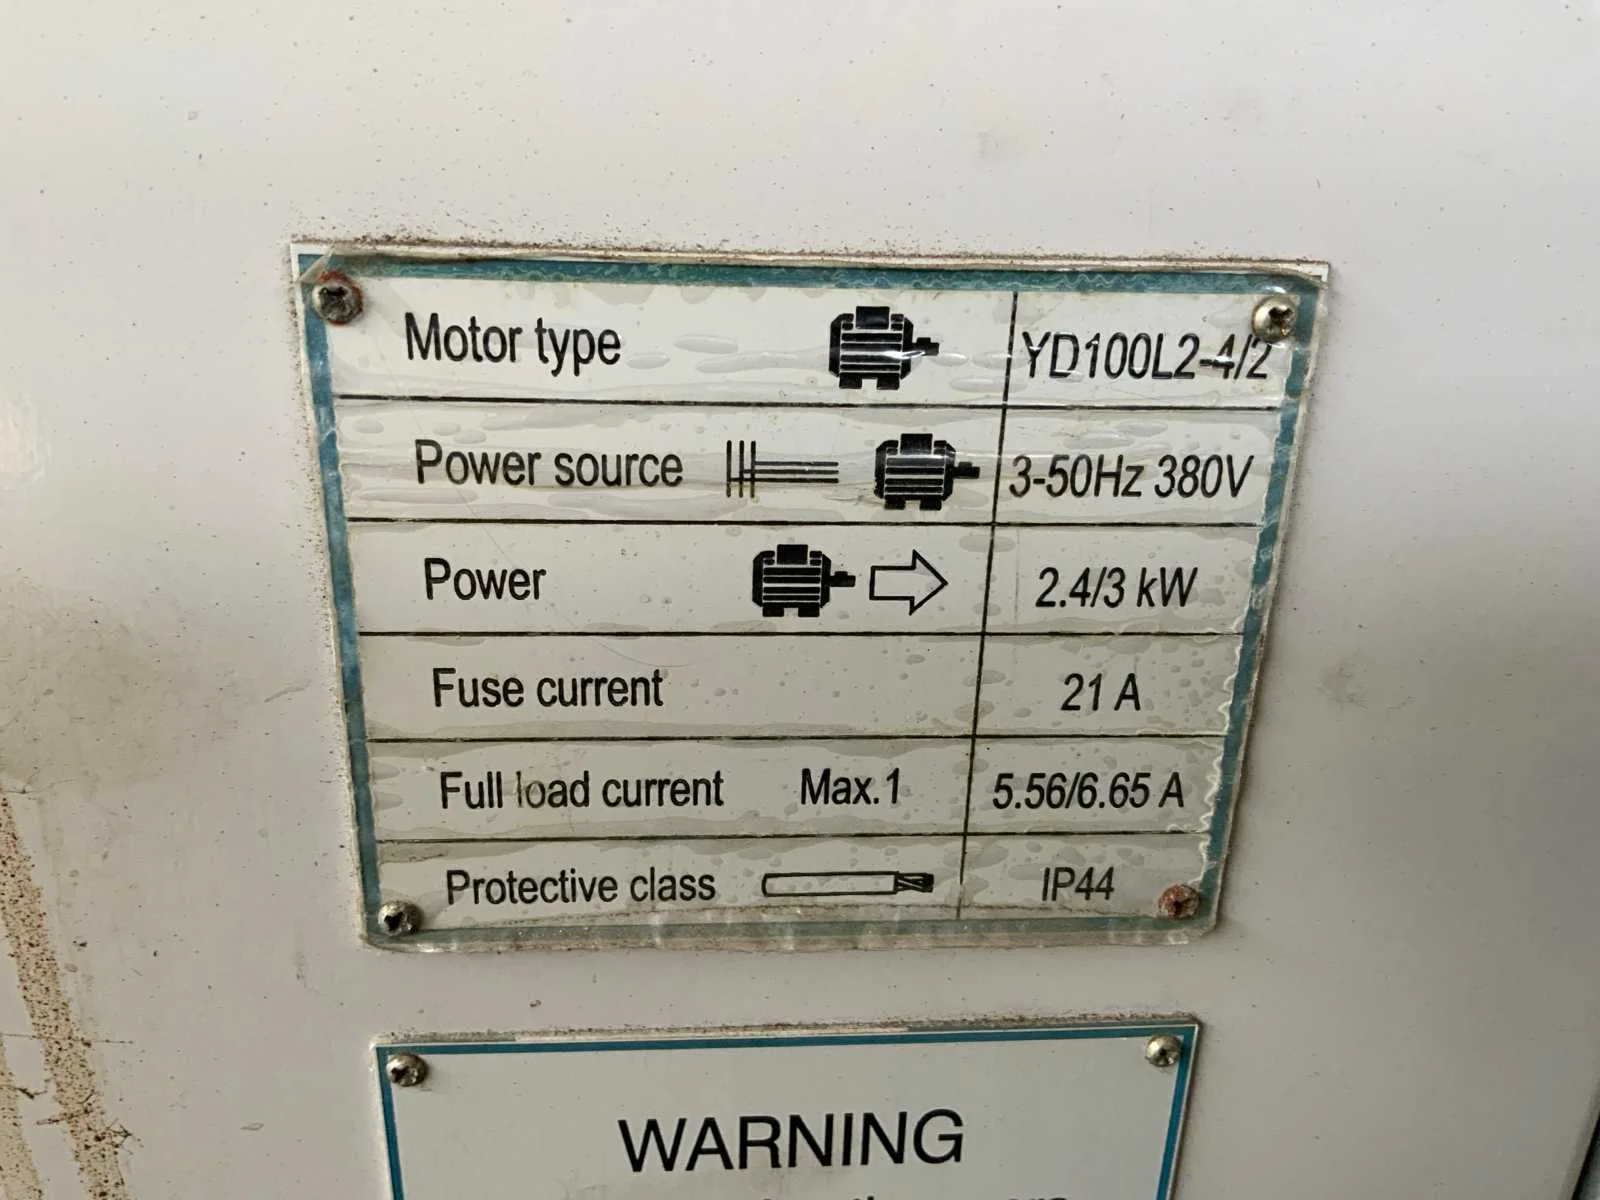 Motor type YD100L2-4/2
Power source 3-50Hz 380V
Power 2.4/3 kW
Fuse current 21 A
Full load current Max.1 5.56/6.65 A
Protective class IP44
WARNING